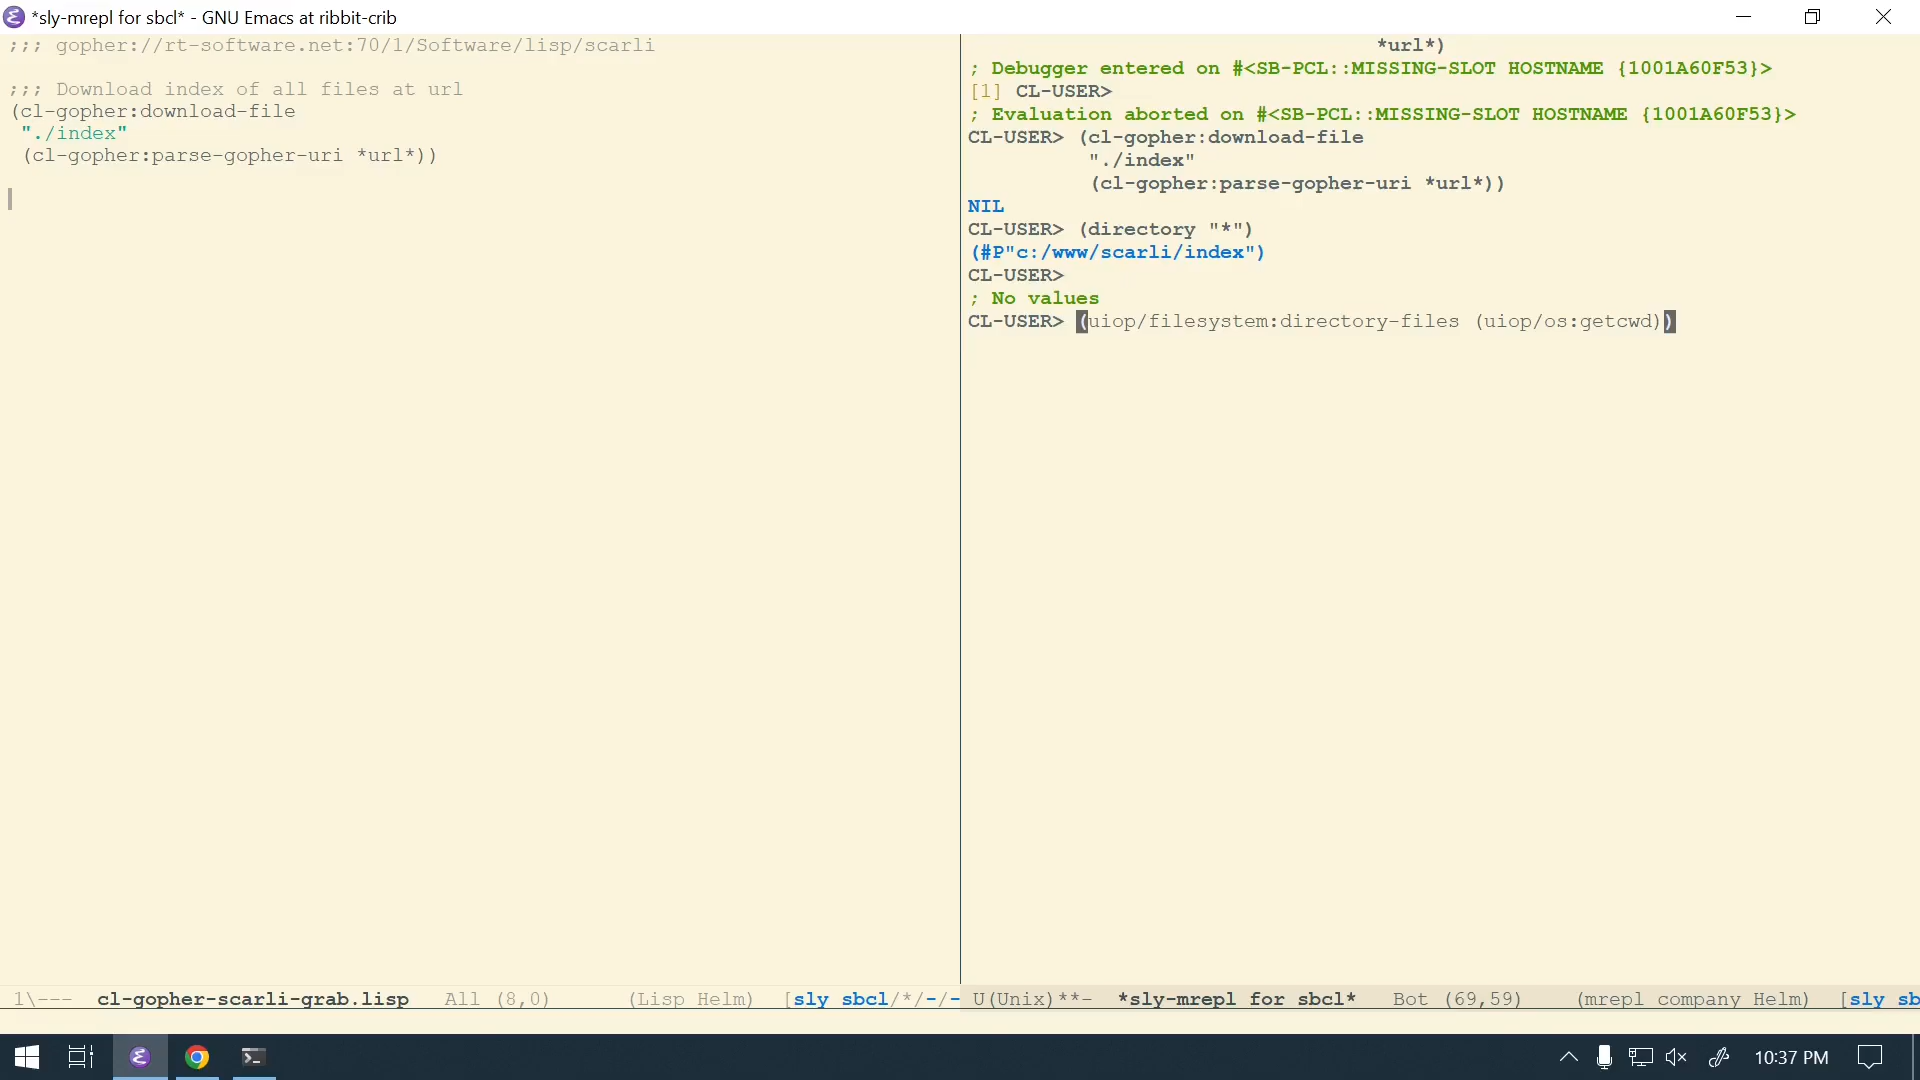 *sly-mrepl for sbcl* - GNU Emacs at ribbit-crib
;;; gopher://rt-software.net:70/1/Software/lisp/scarli
;;; Download index of all files at url
(cl-gopher:download-file
"./index"
(cl-gopher:parse-gopher-uri *url*))
1\--- cl-gopher-scarli-grab.lisp All (8,0) (Lisp Helm) [sly sbcl/*/-/-
*url*)
; Debugger entered on #<SB-PCL::MISSING-SLOT HOSTNAME {1001A60F53}>
[1] CL-USER>
; Evaluation aborted on #<SB-PCL::MISSING-SLOT HOSTNAME {1001A60F53}>
CL-USER> (cl-gopher:download-file
"./index"
(cl-gopher:parse-gopher-uri *url*))
NIL
CL-USER> (directory "*")
(#P"c:/www/scarli/index")
CL-USER>
; No values
CL-USER> (uiop/filesystem:directory-files (uiop/os:getcwd))
U(Unix)**- *sly-mrepl for sbcl* Bot (69,59) (mrepl company Helm) [sly sb
10:37 PM